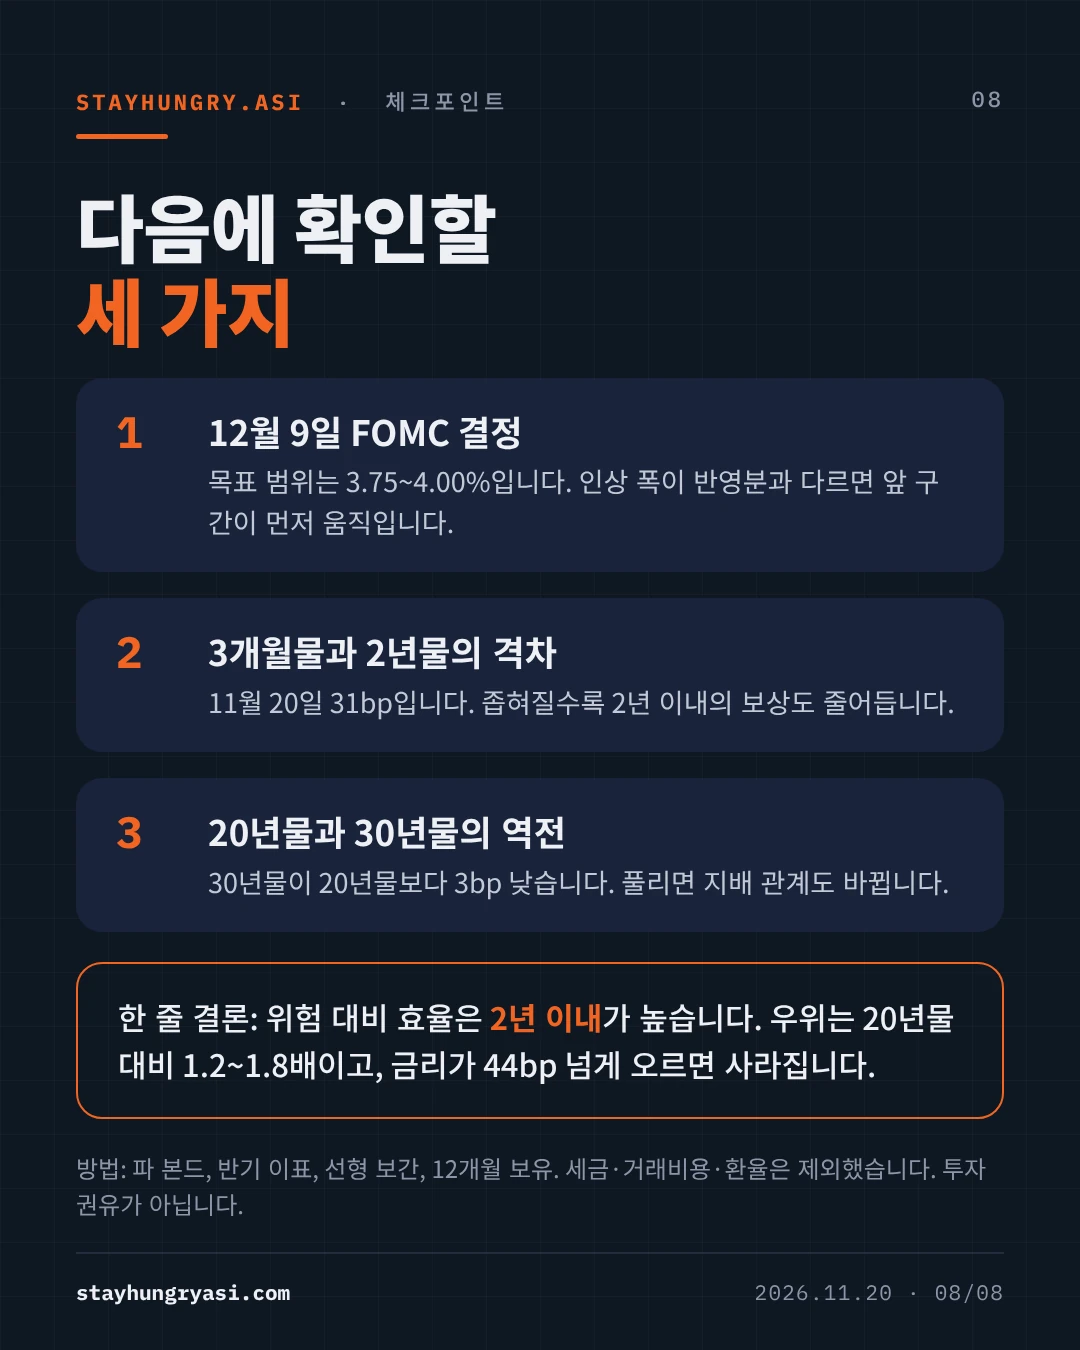 STAYHUNGRY.ASI · 체크포인트 08
다음에 확인할
세 가지
1 12월 9일 FOMC 결정
목표 범위는 3.75~4.00%입니다. 인상 폭이 반영분과 다르면 앞 구
간이 먼저 움직입니다.
2 3개월물과 2년물의 격차
11월 20일 31bp입니다. 좁혀질수록 2년 이내의 보상도 줄어듭니다.
3 20년물과 30년물의 역전
30년물이 20년물보다 3bp 낮습니다. 풀리면 지배 관계도 바뀝니다.
한 줄 결론: 위험 대비 효율은 2년 이내가 높습니다. 우위는 20년물
대비 1.2~1.8배이고, 금리가 44bp 넘게 오르면 사라집니다.
방법: 파 본드, 반기 이표, 선형 보간, 12개월 보유. 세금·거래비용·환율은 제외했습니다. 투자
권유가 아닙니다.
stayhungryasi.com 2026.11.20 · 08/08